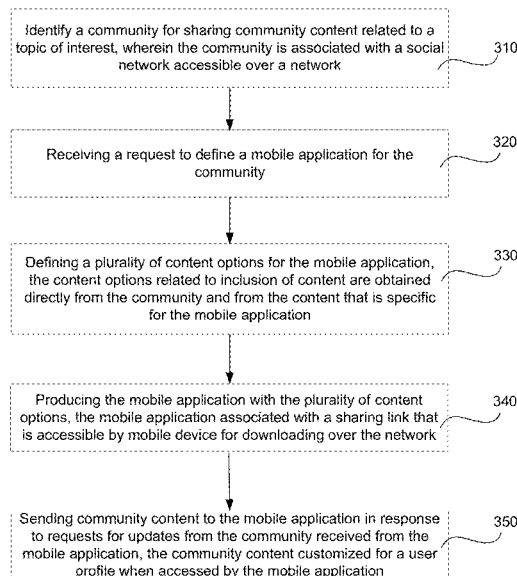 Identify a community for sharing community content related to a
topic of interest, wherein the community is associated with a social
network accessible over a network
310
Receiving a request to define a mobile application for the
community
320
Defining a plurality of content options for the mobile application,
the content options related to inclusion of content are obtained
directly from the community and from the content that is specific
for the mobile application
330
Producing the mobile application with the plurality of content
options, the mobile application associated with a sharing link that
is accessible by mobile device for downloading over the network
340
Sending community content to the mobile application in response
to requests for updates from the community received from the
mobile application, the community content customized for a user
profile when accessed by the mobile application
350